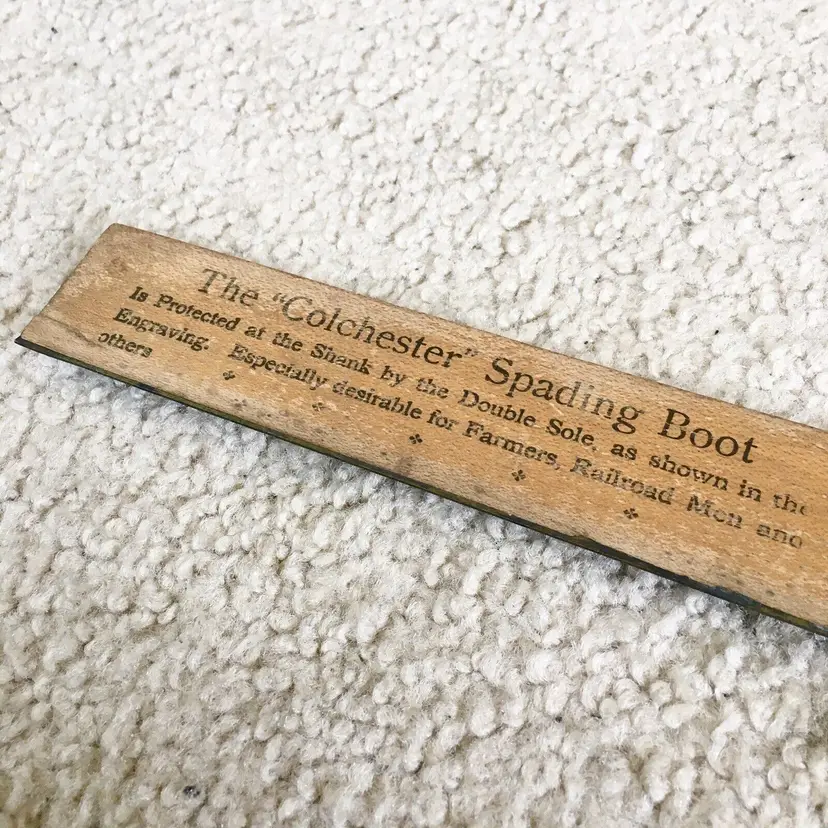 The "Colchester" Spading Boot
Is Protected at the Shank by the Double Sole, as shown in the
Engraving. Especially desirable for Farmers, Railroad Men and
others